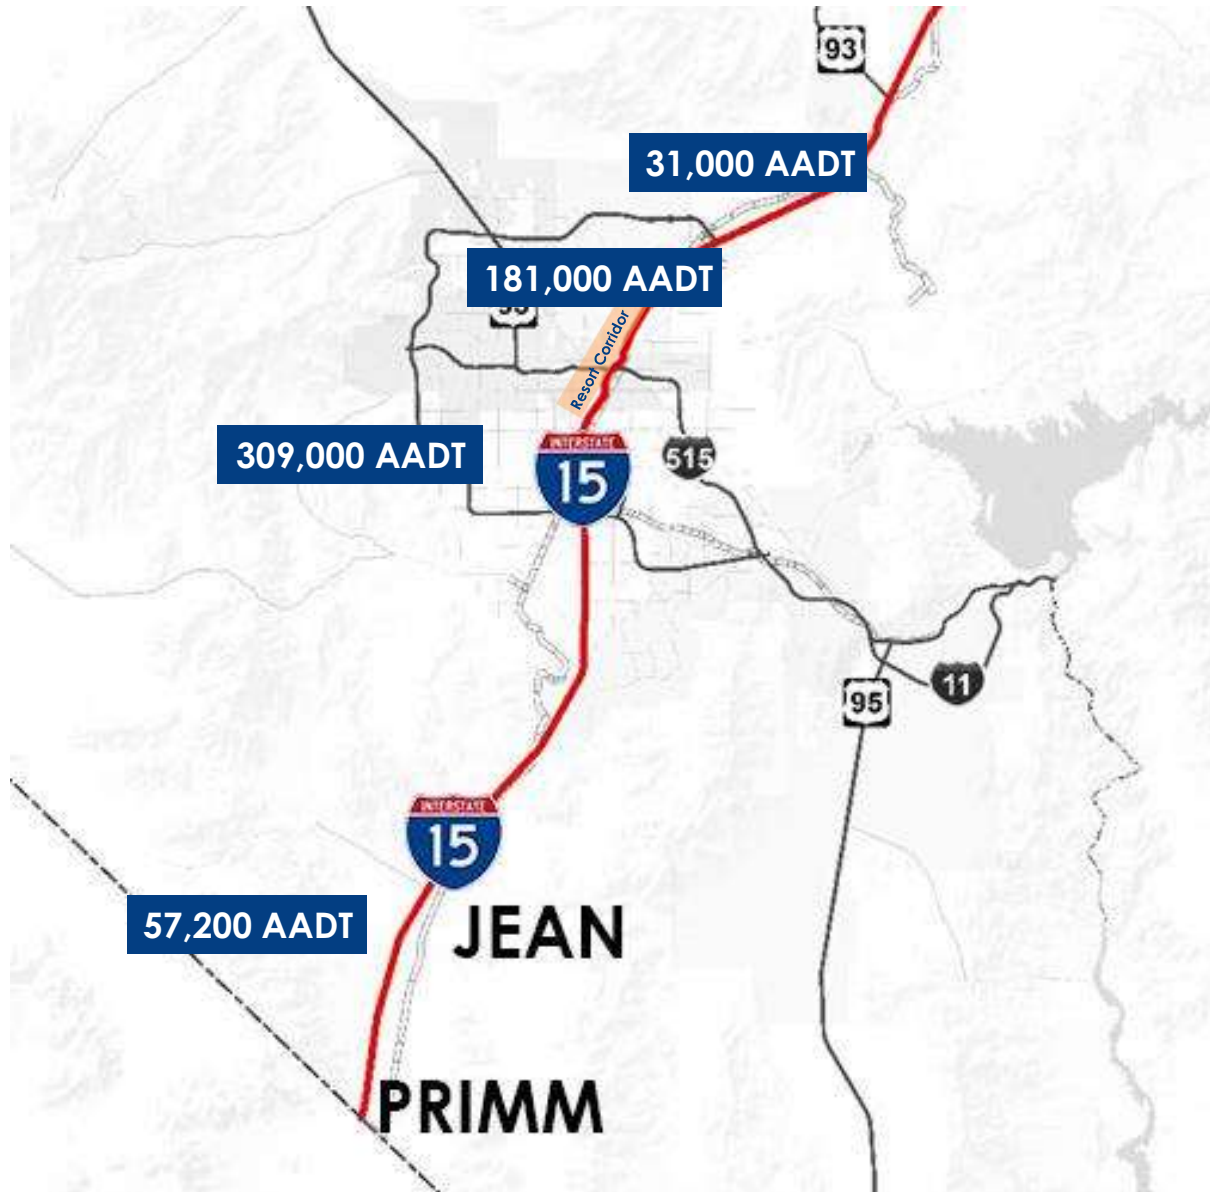 93
31,000 AADT
181,000 AADT
Resort Corridor
309,000 AADT
INTERSTATE
15
515
11
95
INTERSTATE
15
57,200 AADT
JEAN
PRIMM